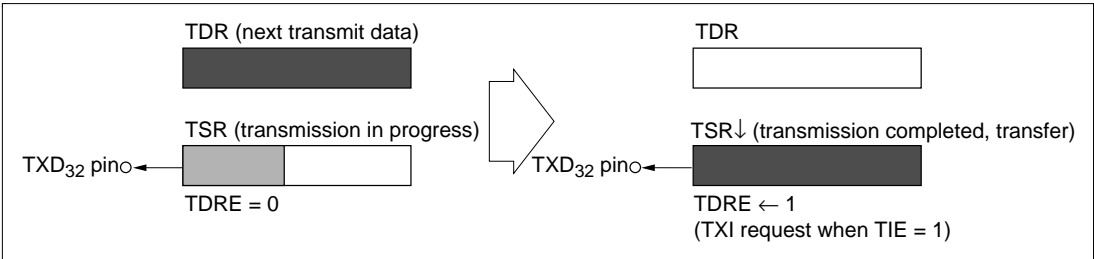 TDR (next transmit data)
TSR (transmission in progress)
TXD32 pin
TDRE = 0
TDR
TSR↓ (transmission completed, transfer)
TXD32 pin
TDRE ← 1
(TXI request when TIE = 1)